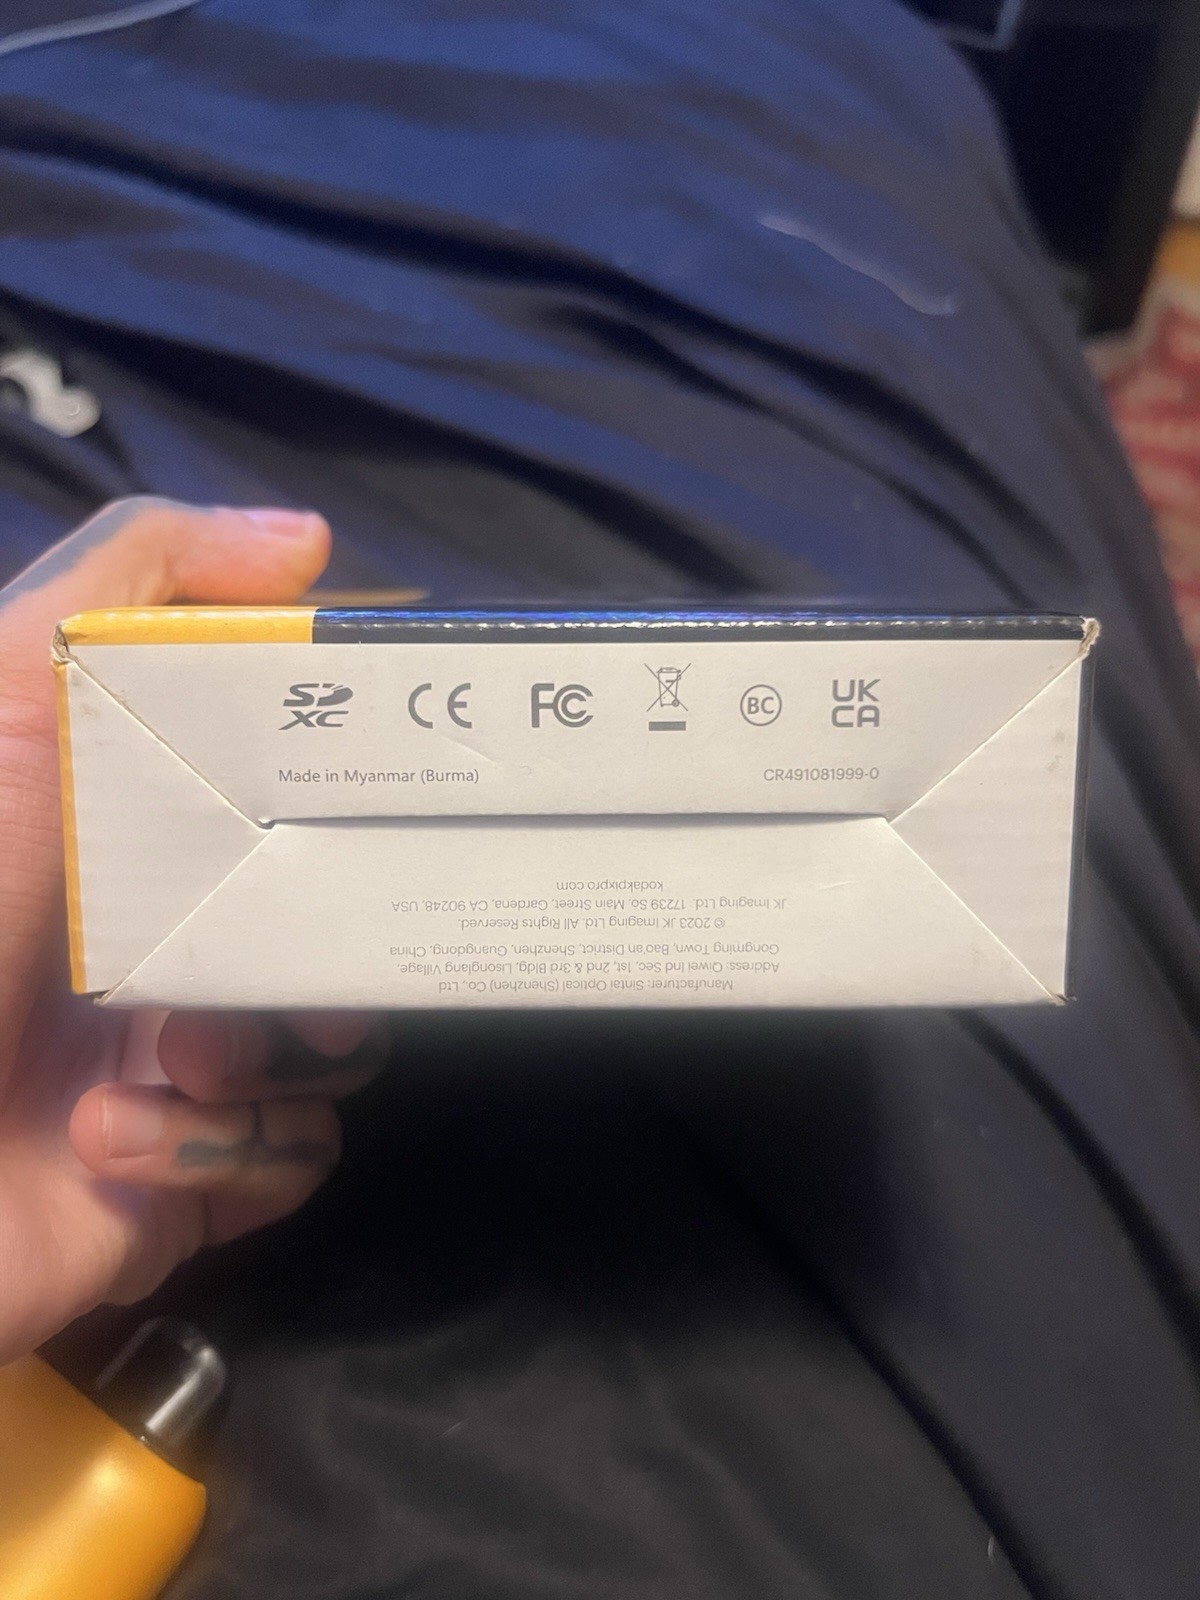 SD
XC
CE
FC
BC
UK
CA
Made in Myanmar (Burma)
CR491081999-0
Manufacturer: Sintai Optical (Shenzhen) Co., Ltd
Address: Qiwei Ind Sec, 1st, 2nd & 3rd Bldg, Lisonglang Village,
Gongming Town, Bao'an District, Shenzhen, Guangdong, China
© 2023 JK Imaging Ltd. All Rights Reserved.
JK Imaging Ltd. 17239 So. Main Street, Gardena, CA 90248, USA
kodakpixpro.com